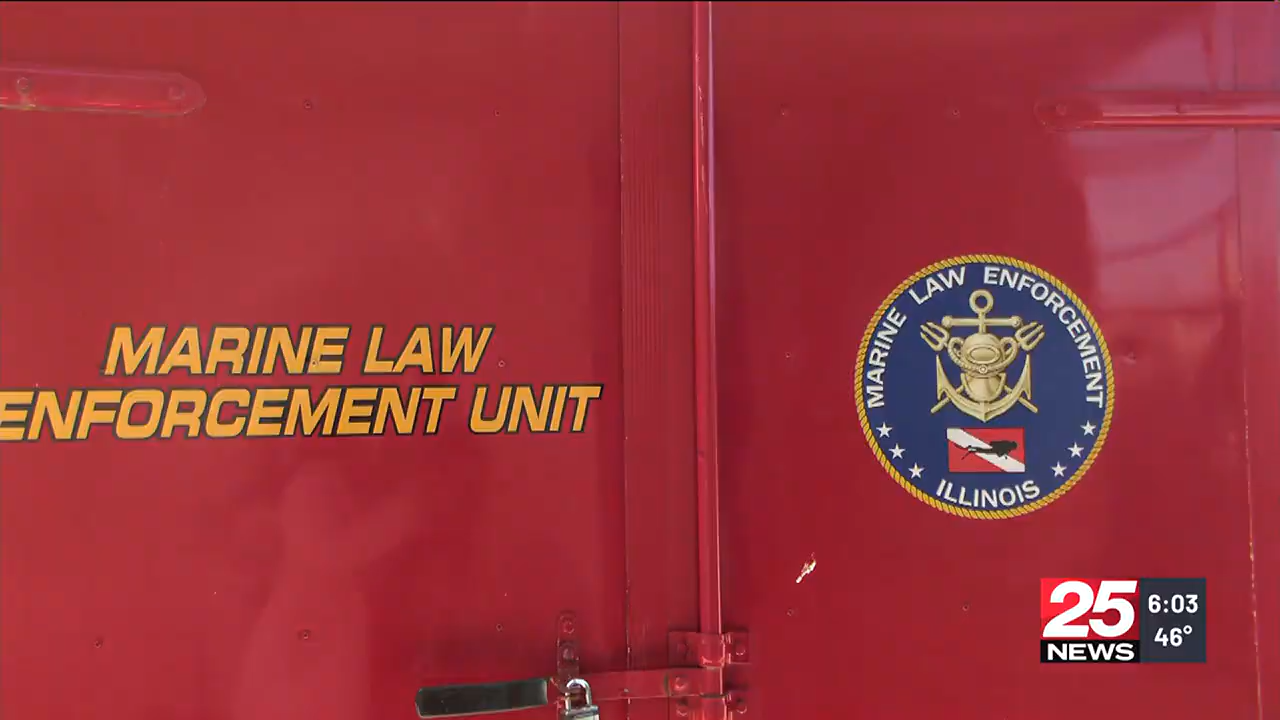 MARINE LAW
ENFORCEMENT UNIT
MARINE LAW ENFORCEMENT
ILLINOIS
25
NEWS
6:03
46°